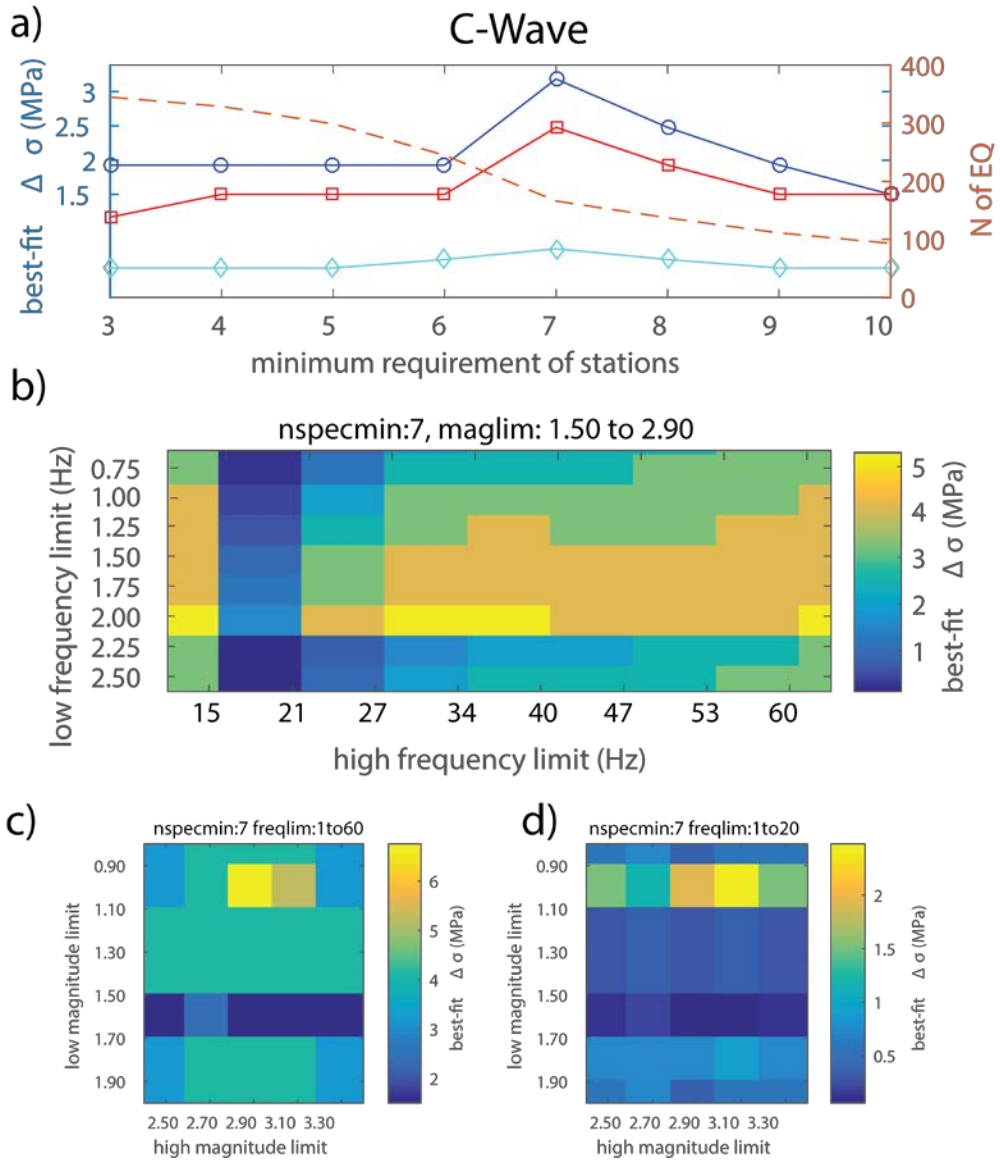 a)
C-Wave
best-fit Δ σ (MPa)
3
2.5
2
1.5
400
300
200
100
0
N of EQ
3 4 5 6 7 8 9 10
minimum requirement of stations
b)
nspecmin:7, maglim: 1.50 to 2.90
low frequency limit (Hz)
0.75
1.00
1.25
1.50
1.75
2.00
2.25
2.50
15 21 27 34 40 47 53 60
high frequency limit (Hz)
5
4
3
2
1
best-fit Δ σ (MPa)
c)
nspecmin:7 freqlim:1to60
low magnitude limit
0.90
1.10
1.30
1.50
1.70
1.90
2.50 2.70 2.90 3.10 3.30
high magnitude limit
6
5
4
3
2
best-fit Δ σ (MPa)
d)
nspecmin:7 freqlim:1to20
low magnitude limit
0.90
1.10
1.30
1.50
1.70
1.90
2.50 2.70 2.90 3.10 3.30
high magnitude limit
2
1.5
1
0.5
best-fit Δ σ (MPa)